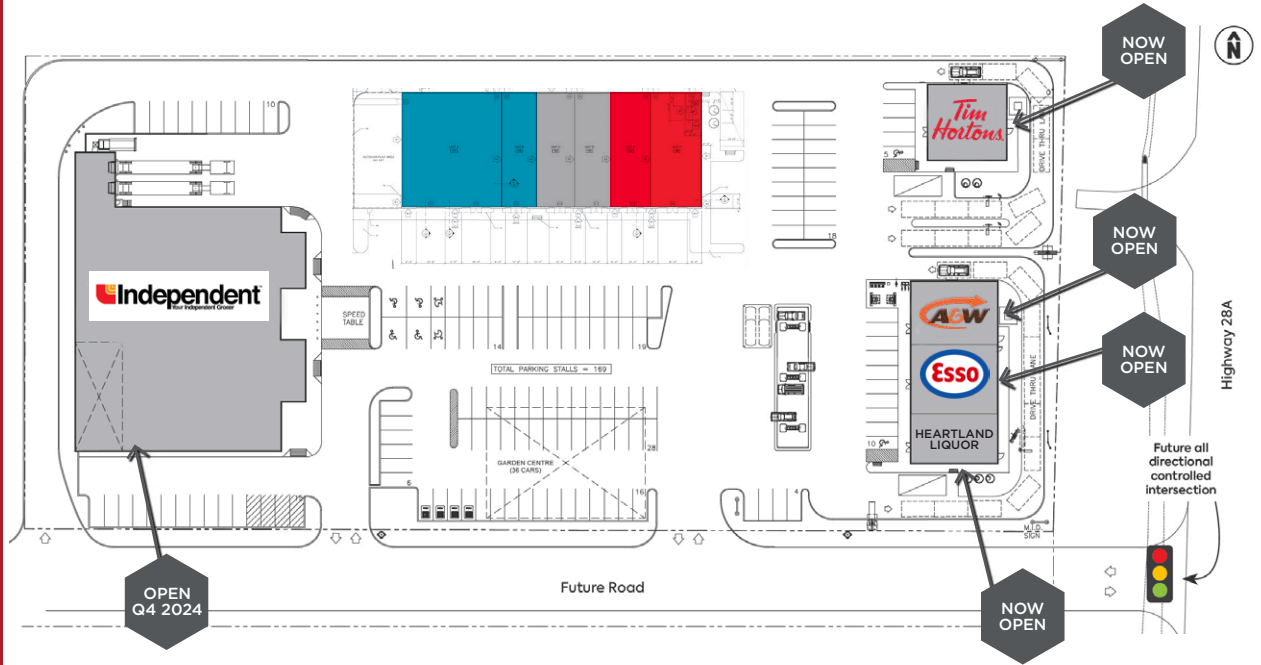 NOW
OPEN
N
10
Tim
Hortons
5
DRIVE THRU LANE
18
NOW
OPEN
Independent
Your Independent Grocer
SPEED
TABLE
14
19
A&W
Esso
HEARTLAND
LIQUOR
DRIVE THRU LANE
NOW
OPEN
Highway 28A
TOTAL PARKING STALLS = 169
GARDEN CENTRE
(36 CARS)
28
10
6
16
4
Future all
directional
controlled
intersection
M.I.D.
SIGN
OPEN
Q4 2024
Future Road
NOW
OPEN